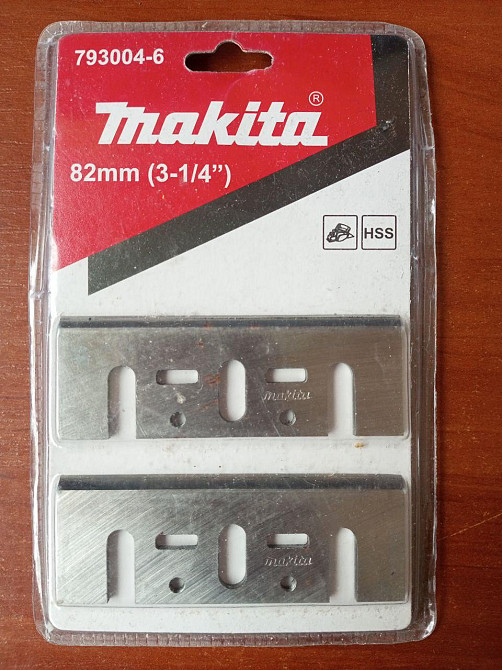 793004-6
makita®
82mm (3-1/4”)
HSS
makita
makita